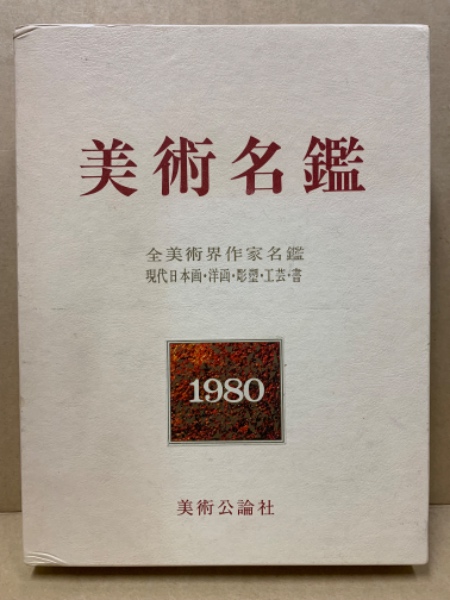 美術名鑑
全美術界作家名鑑
現代日本画・洋画・彫塑・工芸・書
1980
美術公論社